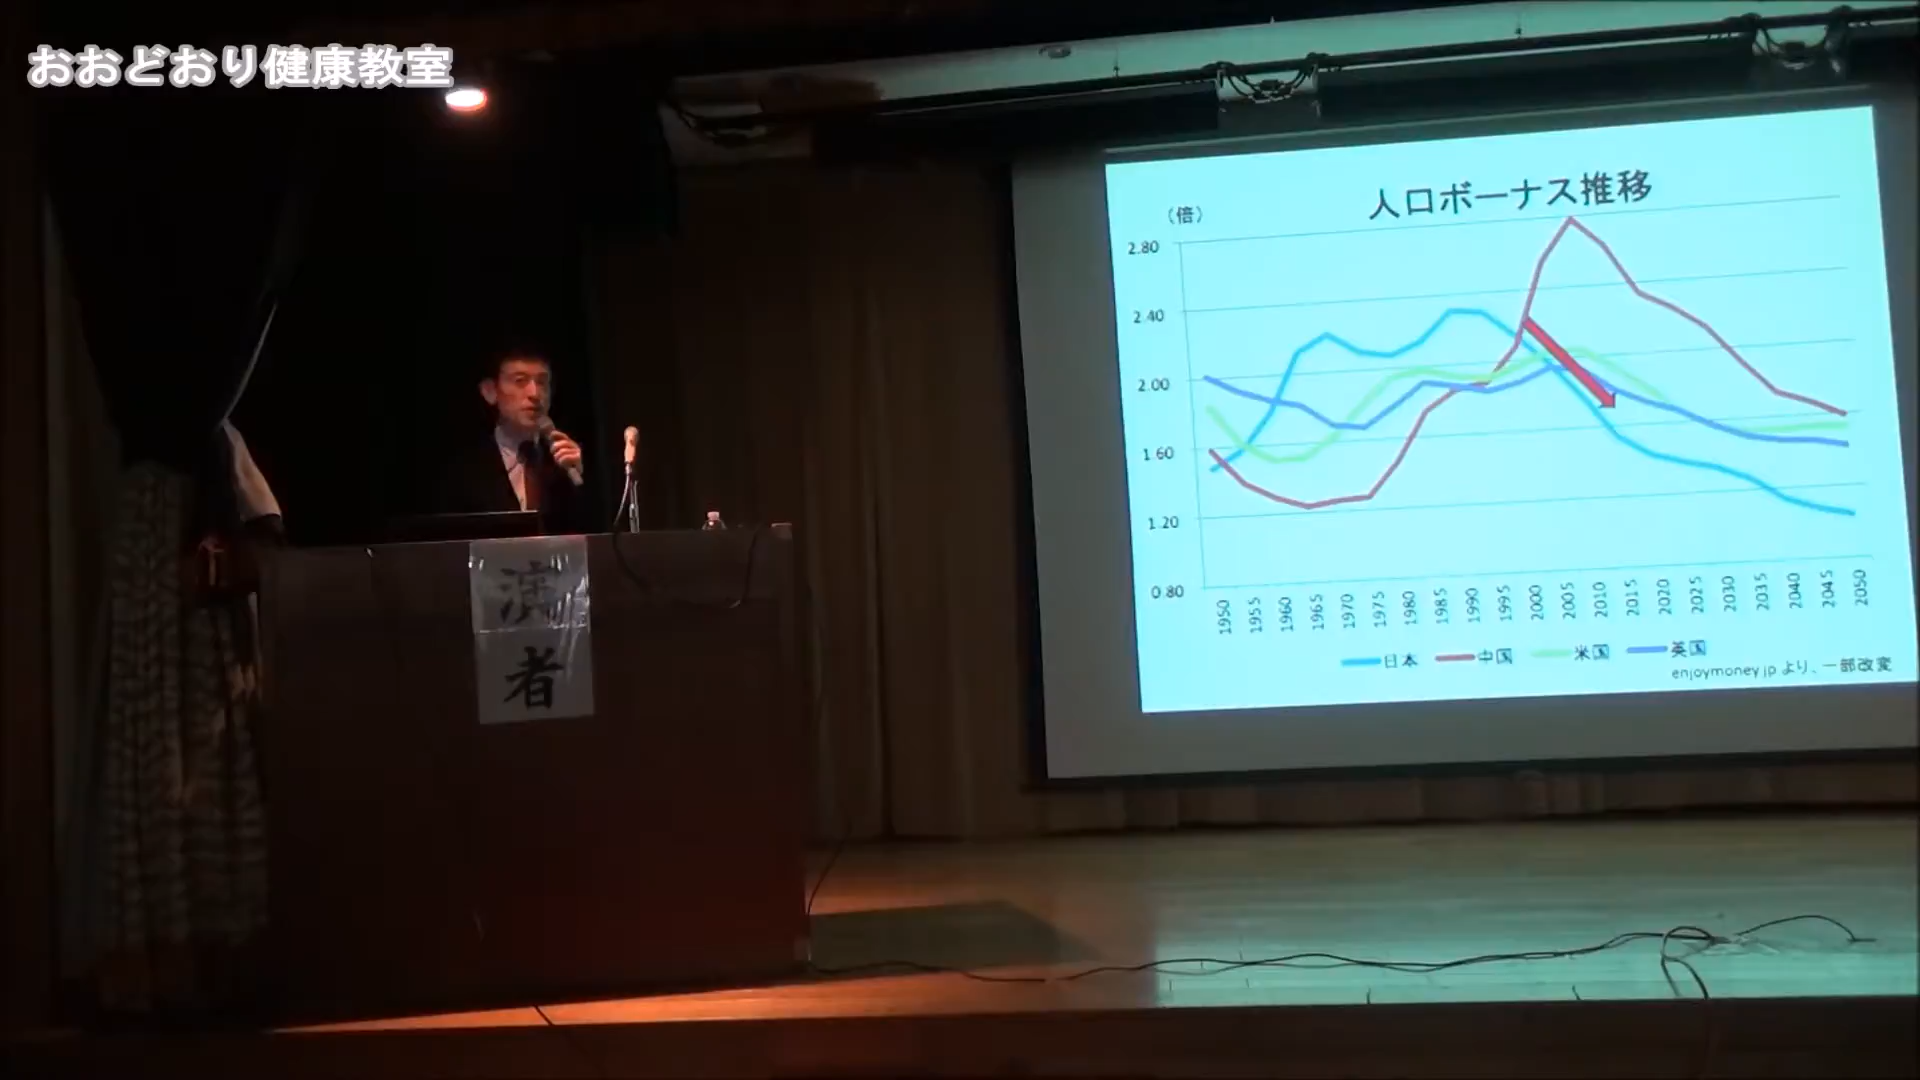 おおどおり健康教室
人口ボーナス推移
（倍）
2.80
2.40
2.00
1.60
1.20
0.80
1950 1955 1960 1965 1970 1975 1980 1985 1990 1995 2000 2005 2010 2015 2020 2025 2030 2035 2040 2045 2050
日本 中国 米国 英国
enjoymoney.jp より、一部改変
演
者